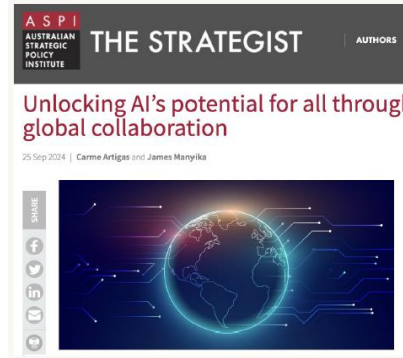 ASPI
AUSTRALIAN
STRATEGIC
POLICY
INSTITUTE
THE STRATEGIST
AUTHORS
Unlocking AI's potential for all throug
global collaboration
25 Sep 2024 | Carme Artigas and James Manyika
SHARE